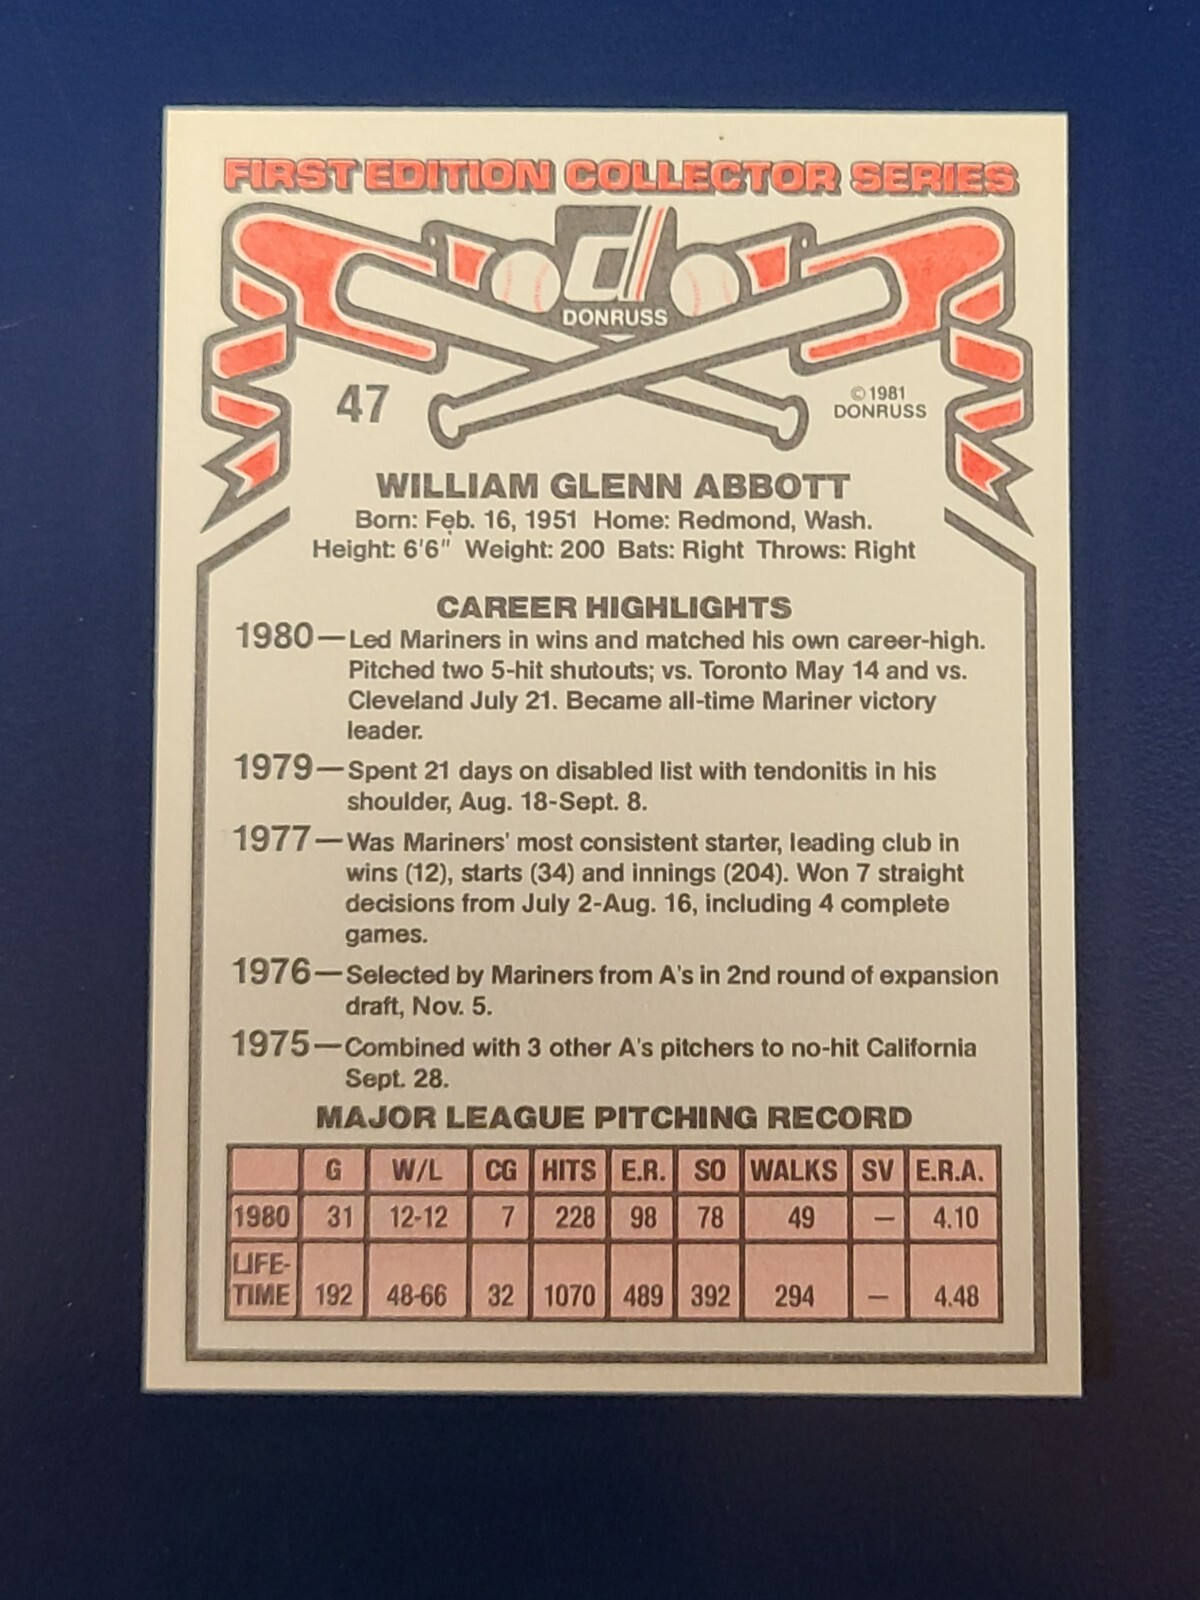 FIRST EDITION COLLECTOR SERIES
d
DONRUSS
47
© 1981
DONRUSS
WILLIAM GLENN ABBOTT
Born: Feb. 16, 1951 Home: Redmond, Wash.
Height: 6'6" Weight: 200 Bats: Right Throws: Right
CAREER HIGHLIGHTS
1980—Led Mariners in wins and matched his own career-high.
Pitched two 5-hit shutouts; vs. Toronto May 14 and vs.
Cleveland July 21. Became all-time Mariner victory
leader.
1979—Spent 21 days on disabled list with tendonitis in his
shoulder, Aug. 18-Sept. 8.
1977—Was Mariners' most consistent starter, leading club in
wins (12), starts (34) and innings (204). Won 7 straight
decisions from July 2-Aug. 16, including 4 complete
games.
1976—Selected by Mariners from A's in 2nd round of expansion
draft, Nov. 5.
1975—Combined with 3 other A's pitchers to no-hit California
Sept. 28.
MAJOR LEAGUE PITCHING RECORD
G W/L CG HITS E.R. SO WALKS SV E.R.A.
1980 31 12-12 7 228 98 78 49 — 4.10
LIFE-
TIME 192 48-66 32 1070 489 392 294 — 4.48